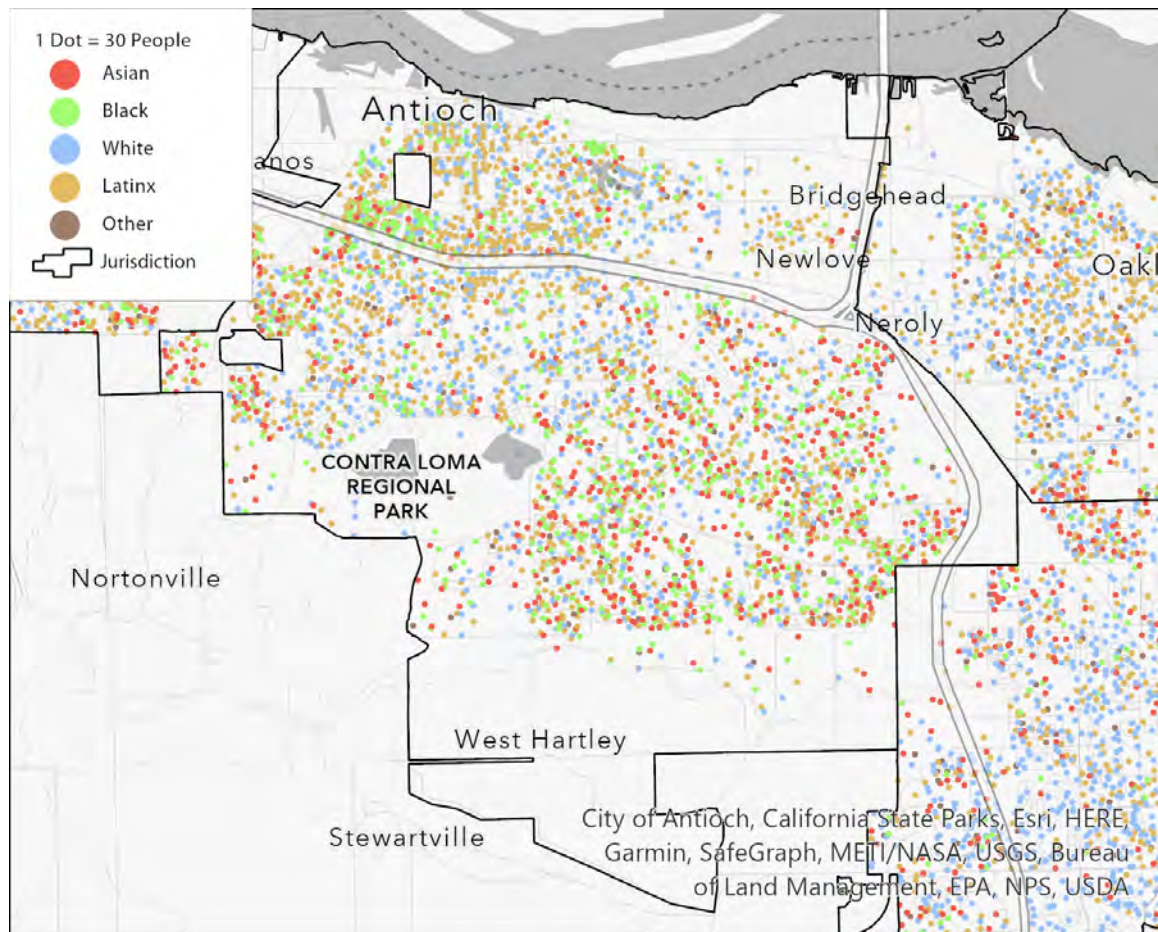 1 Dot = 30 People
Asian
Black
White
Latinx
Other
Jurisdiction
Antioch
anos
Bridgehead
Newlove
Oakl
Neroly
CONTRA LOMA
REGIONAL
PARK
Nortonville
West Hartley
Stewartville
City of Antioch, California State Parks, Esri, HERE,
Garmin, SafeGraph, METI/NASA, USGS, Bureau
of Land Management, EPA, NPS, USDA